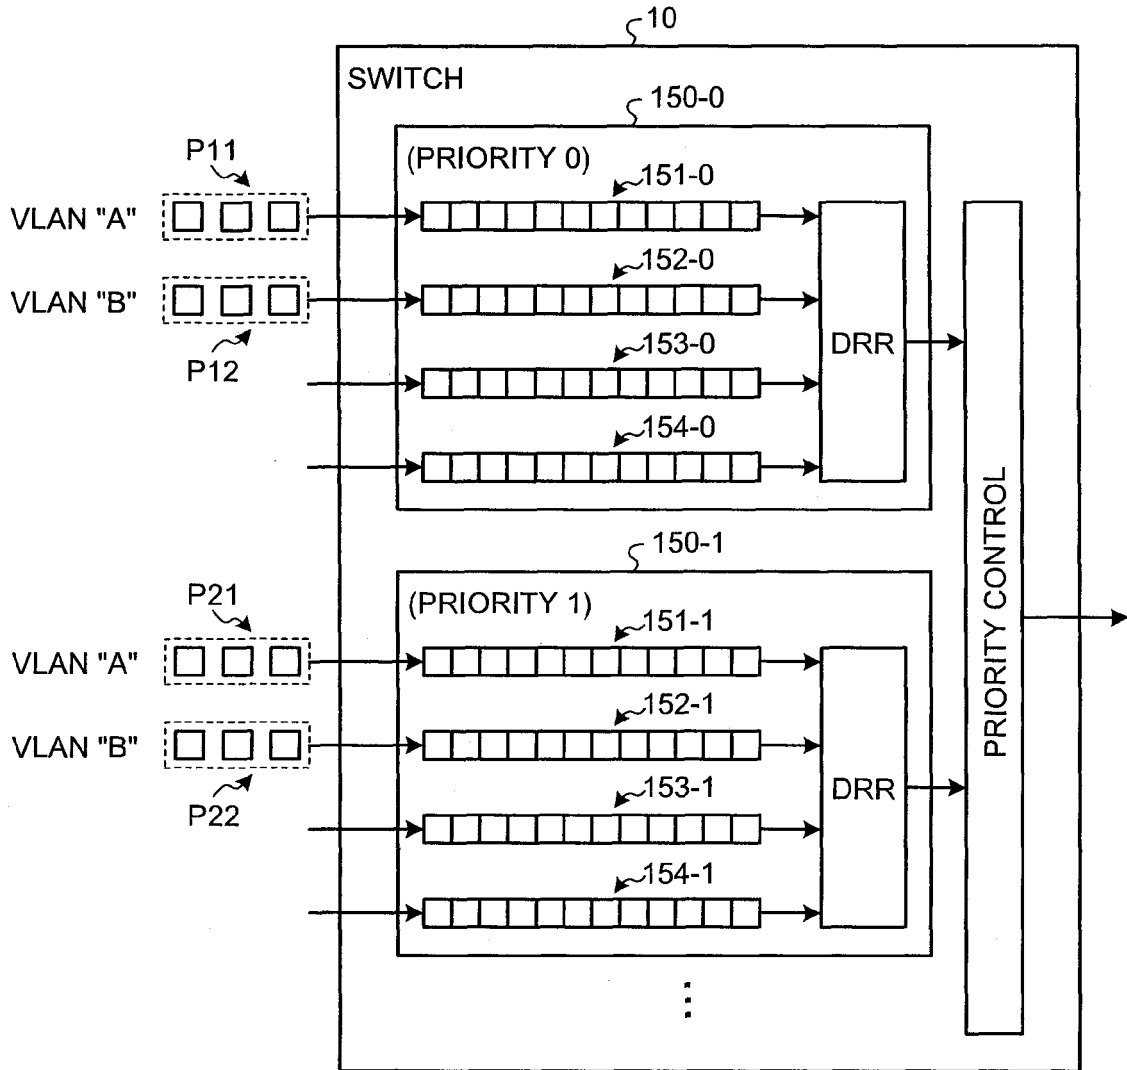 10
SWITCH
150-0
(PRIORITY 0)
P11
151-0
VLAN "A"
152-0
VLAN "B"
P12
153-0
DRR
154-0
PRIORITY CONTROL
150-1
(PRIORITY 1)
P21
151-1
VLAN "A"
152-1
VLAN "B"
P22
153-1
DRR
154-1